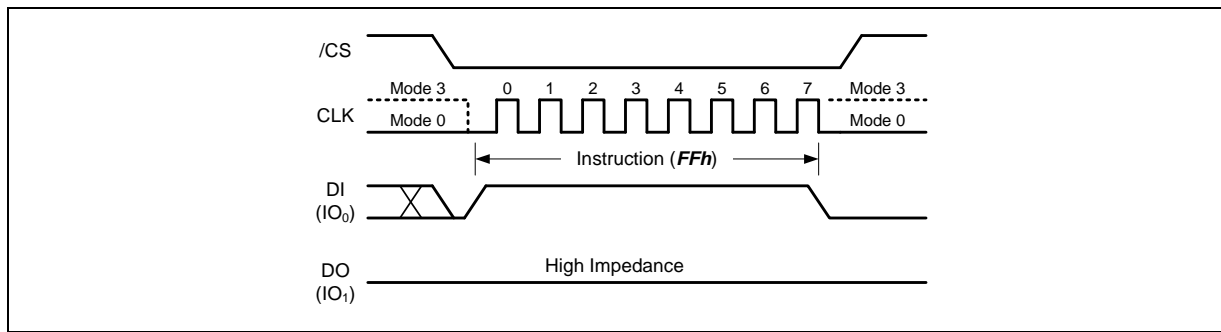 /CS
Mode 3 0 1 2 3 4 5 6 7 Mode 3
CLK
Mode 0 Mode 0
Instruction (FFh)
DI
(IO₀)
High Impedance
DO
(IO₁)